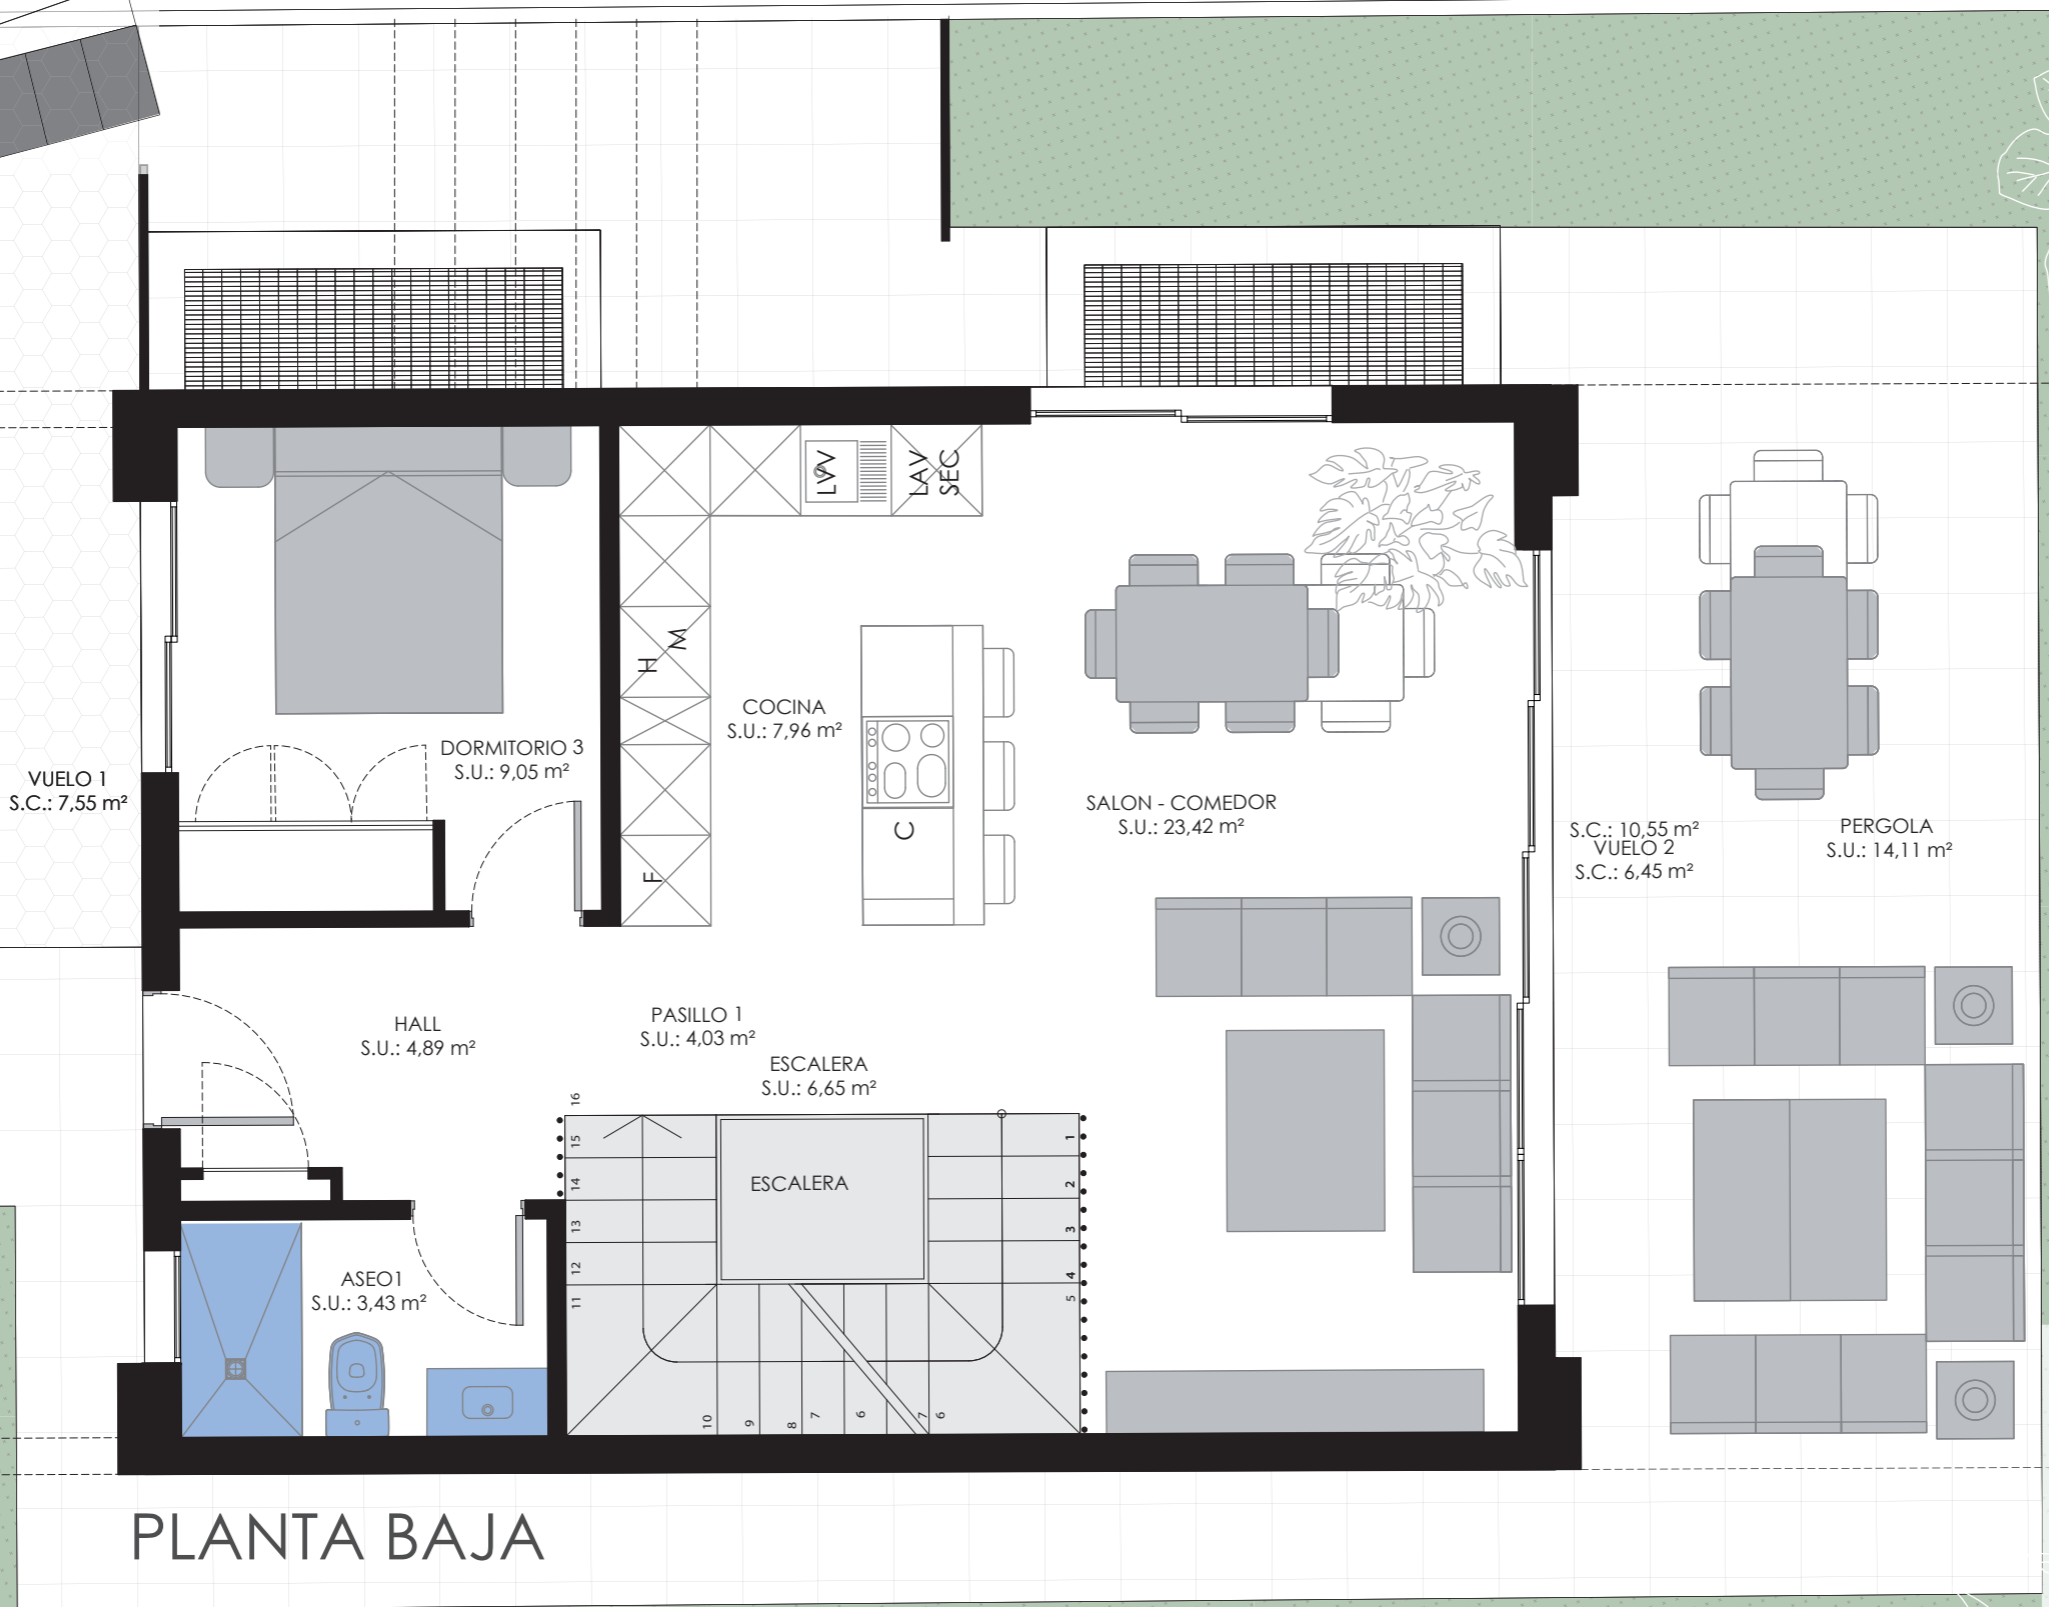 LVV
LAV
SEC
M
H
COCINA
S.U.: 7,96 m²
DORMITORIO 3
S.U.: 9,05 m²
VUELO 1
S.C.: 7,55 m²
C
F
SALON - COMEDOR
S.U.: 23,42 m²
S.C.: 10,55 m²
VUELO 2
S.C.: 6,45 m²
PERGOLA
S.U.: 14,11 m²
HALL
S.U.: 4,89 m²
PASILLO 1
S.U.: 4,03 m²
ESCALERA
S.U.: 6,65 m²
16
15
14
13
12
11
ESCALERA
1
2
3
4
5
10
9
8
7
6
7
6
ASEO1
S.U.: 3,43 m²
PLANTA BAJA